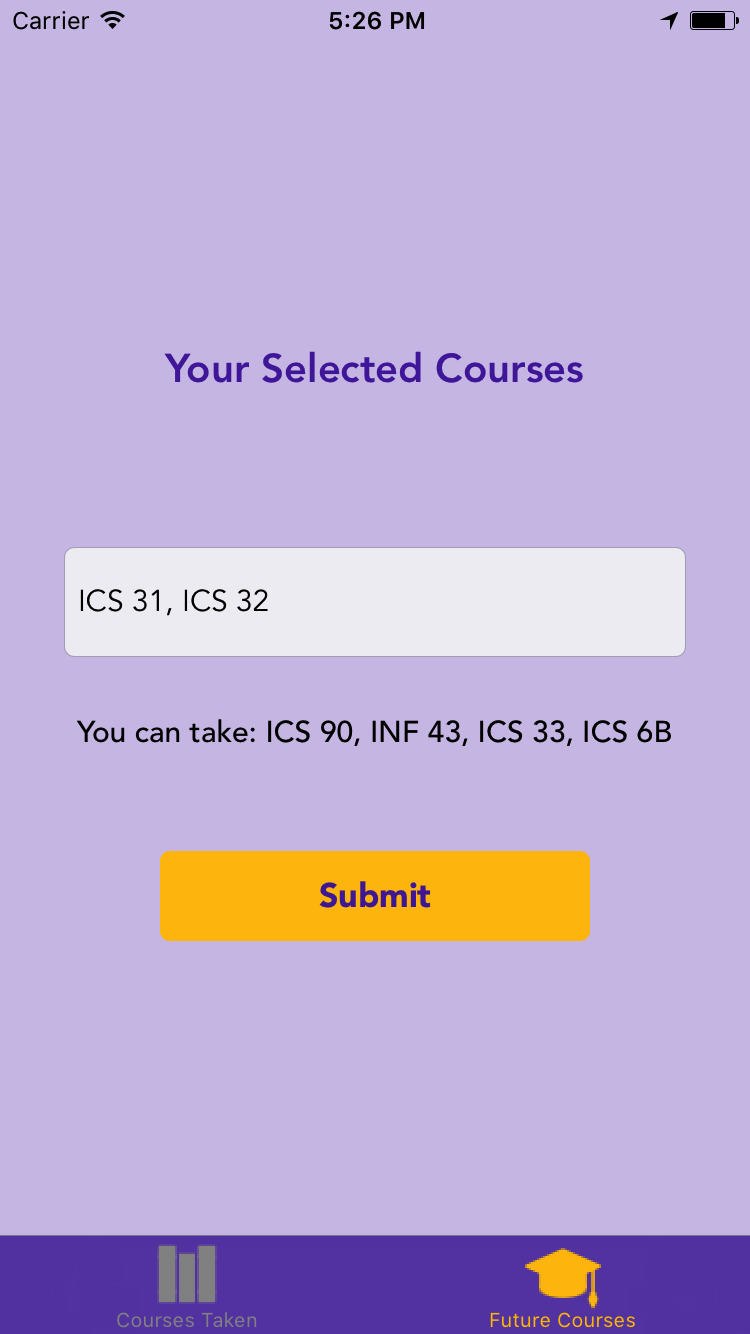 Carrier 5:26 PM
Your Selected Courses
ICS 31, ICS 32
You can take: ICS 90, INF 43, ICS 33, ICS 6B
Submit
Courses Taken Future Courses